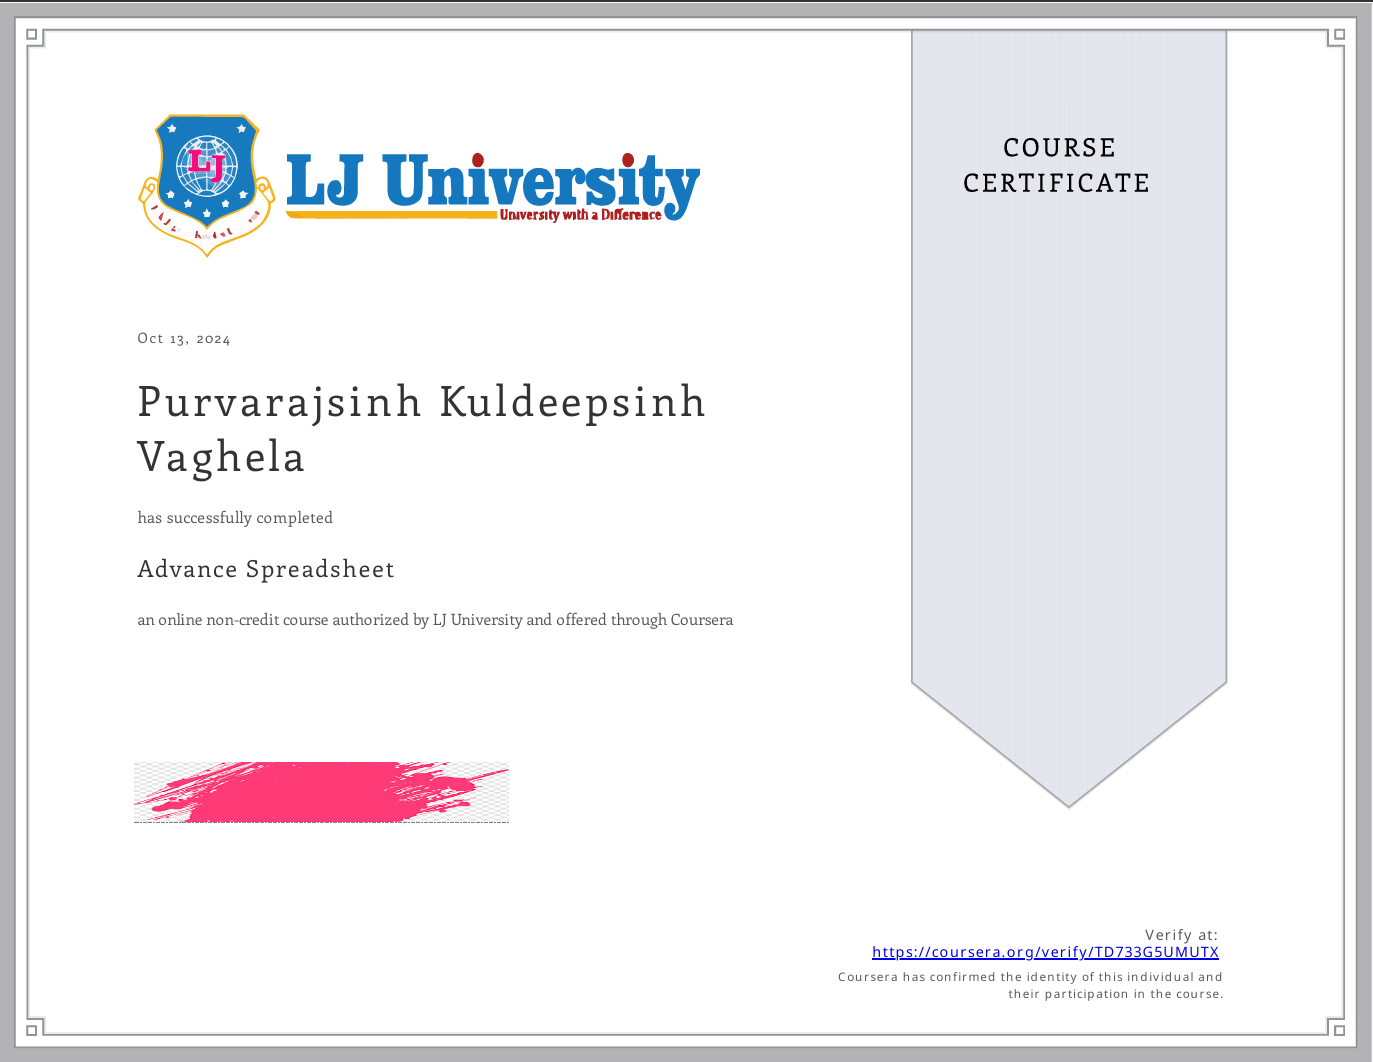 LJ
LJ University
University with a Difference
COURSE
CERTIFICATE
Oct 13, 2024
Purvarajsinh Kuldeepsinh
Vaghela
has successfully completed
Advance Spreadsheet
an online non-credit course authorized by LJ University and offered through Coursera
Verify at:
https://coursera.org/verify/TD733G5UMUTX
Coursera has confirmed the identity of this individual and
their participation in the course.